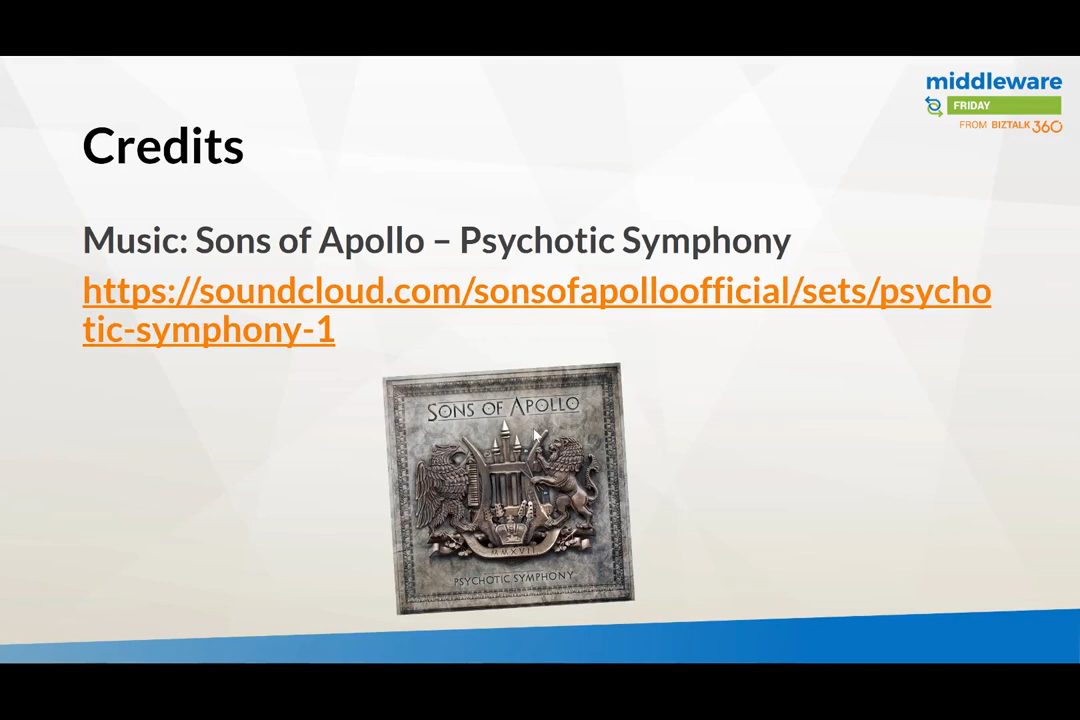 middleware
FRIDAY
FROM BIZTALK 360
Credits
Music: Sons of Apollo – Psychotic Symphony
https://soundcloud.com/sonsofapolloofficial/sets/psycho
tic-symphony-1
SONS OF APOLLO
MMXVII
PSYCHOTIC SYMPHONY